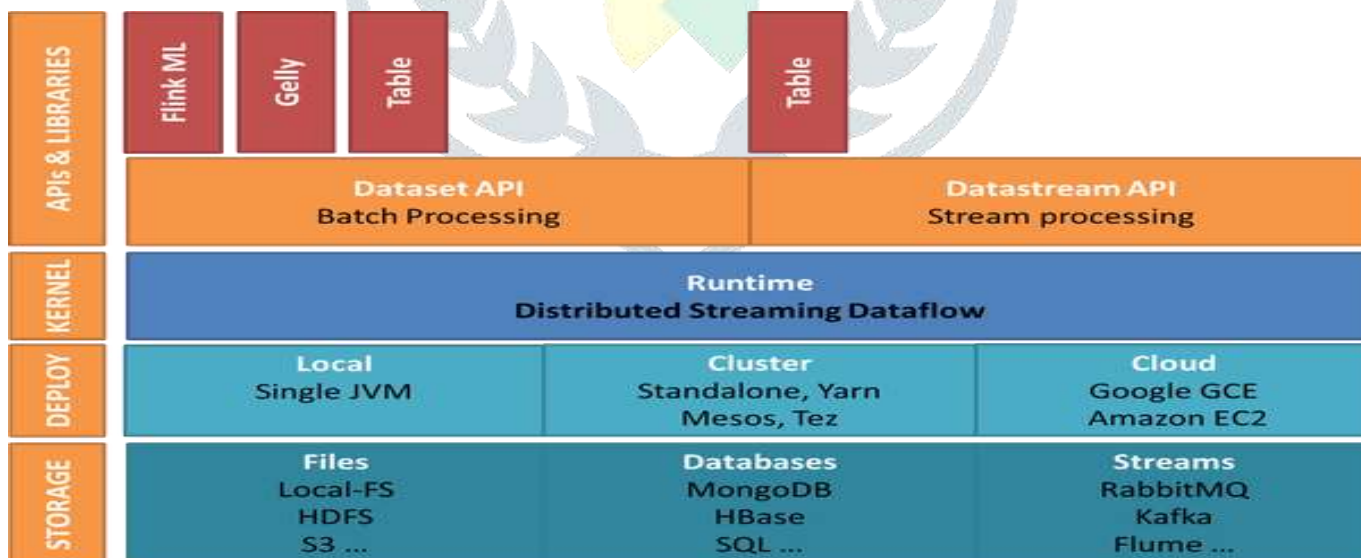 APIs & LIBRARIES
Flink ML
Gelly
Table
Table
Dataset API
Batch Processing
Datastream API
Stream processing
KERNEL
Runtime
Distributed Streaming Dataflow
DEPLOY
Local
Single JVM
Cluster
Standalone, Yarn
Mesos, Tez
Cloud
Google GCE
Amazon EC2
STORAGE
Files
Local-FS
HDFS
S3 ...
Databases
MongoDB
HBase
SQL ...
Streams
RabbitMQ
Kafka
Flume ...